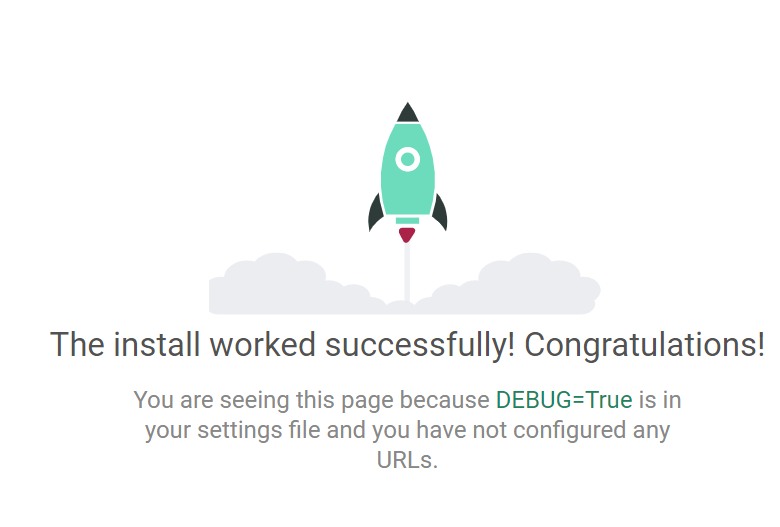 The install worked successfully! Congratulations!
You are seeing this page because DEBUG=True is in
your settings file and you have not configured any
URLs.